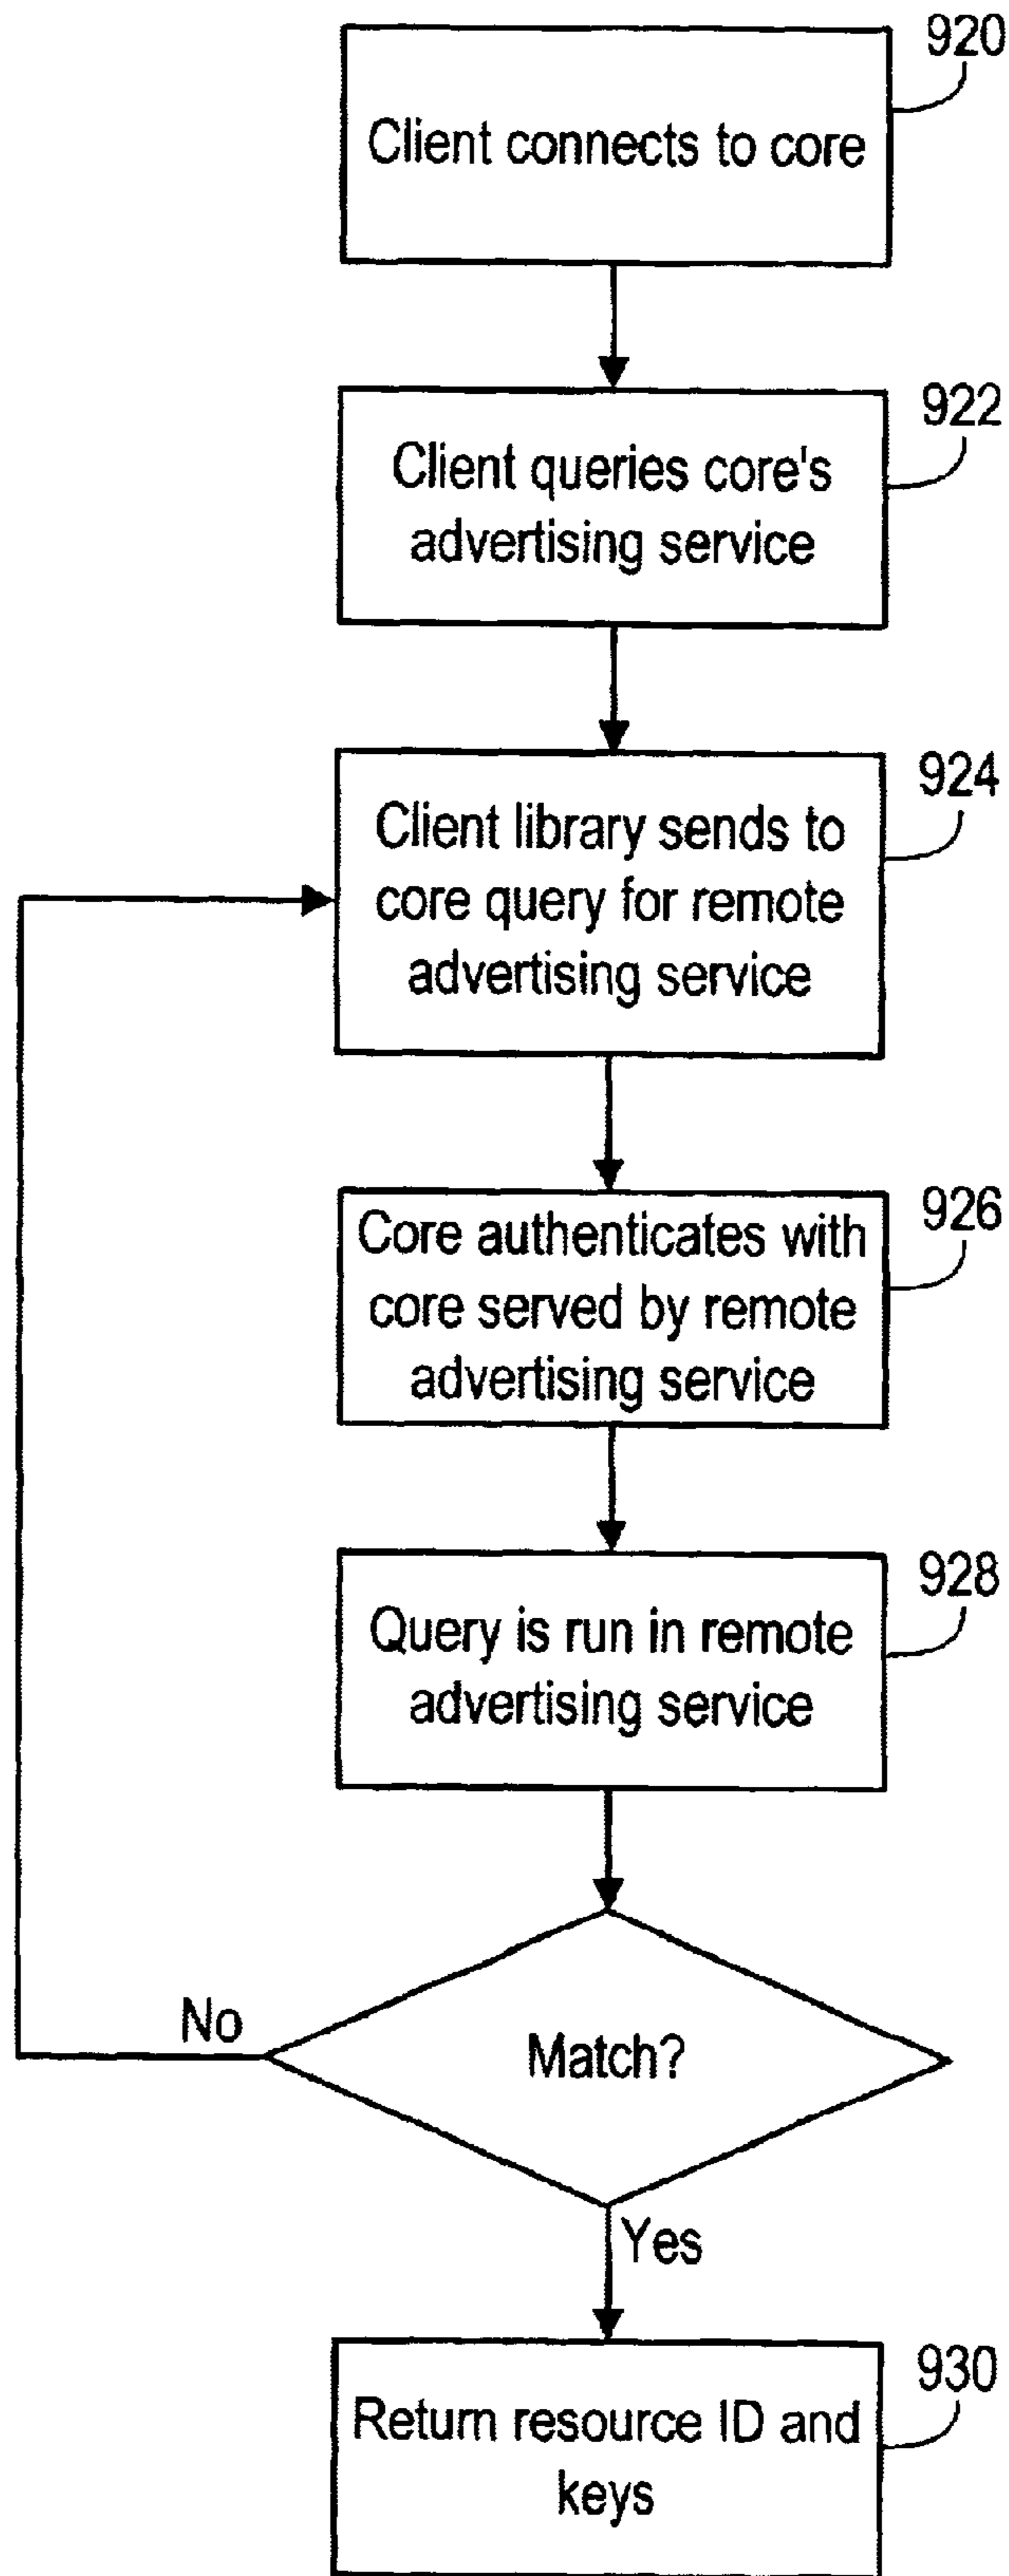 920
Client connects to core
922
Client queries core's
advertising service
924
Client library sends to
core query for remote
advertising service
926
Core authenticates with
core served by remote
advertising service
928
Query is run in remote
advertising service
No
Match?
Yes
930
Return resource ID and
keys